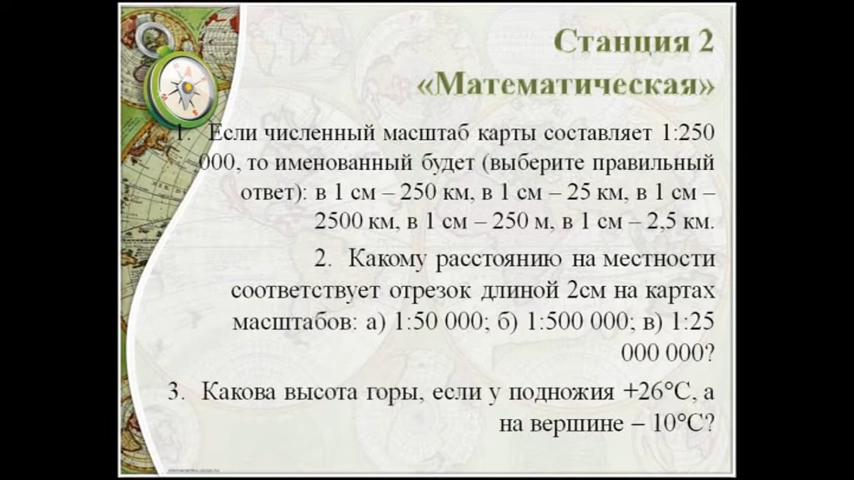 Станция 2
«Математическая»
1. Если численный масштаб карты составляет 1:250
000, то именованный будет (выберите правильный
ответ): в 1 см – 250 км, в 1 см – 25 км, в 1 см –
2500 км, в 1 см – 250 м, в 1 см – 2,5 км.
2. Какому расстоянию на местности
соответствует отрезок длиной 2см на картах
масштабов: а) 1:50 000; б) 1:500 000; в) 1:25
000 000?
3. Какова высота горы, если у подножия +26°С, а
на вершине – 10°С?